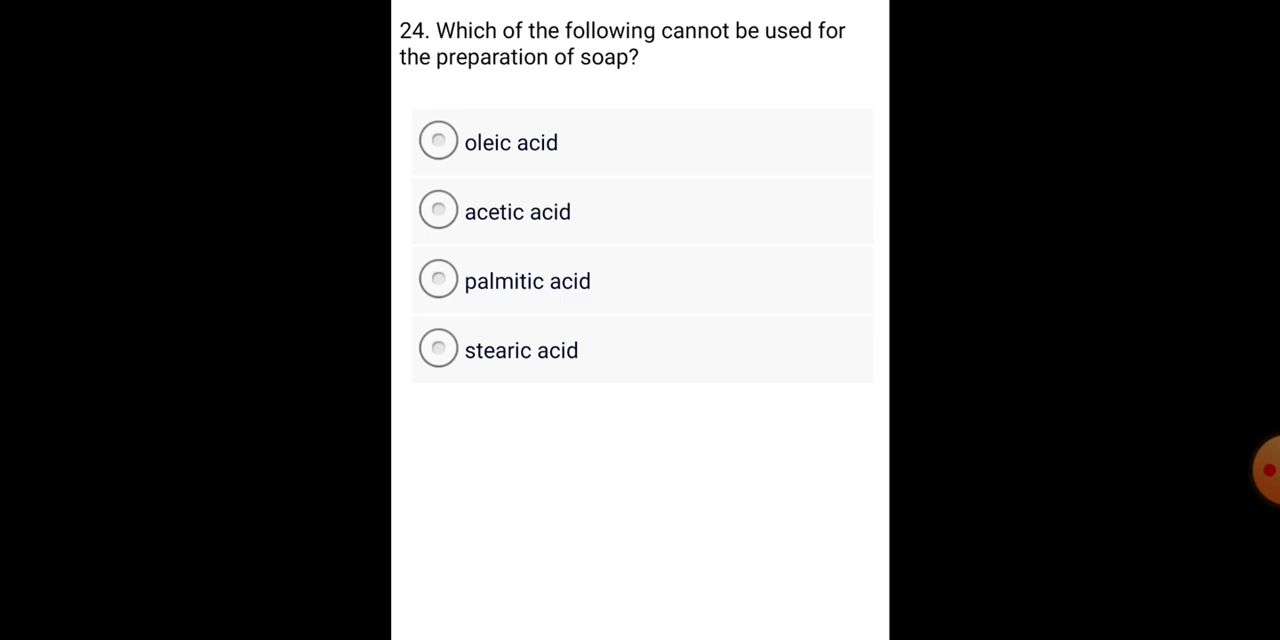 24. Which of the following cannot be used for
the preparation of soap?
oleic acid
acetic acid
palmitic acid
stearic acid